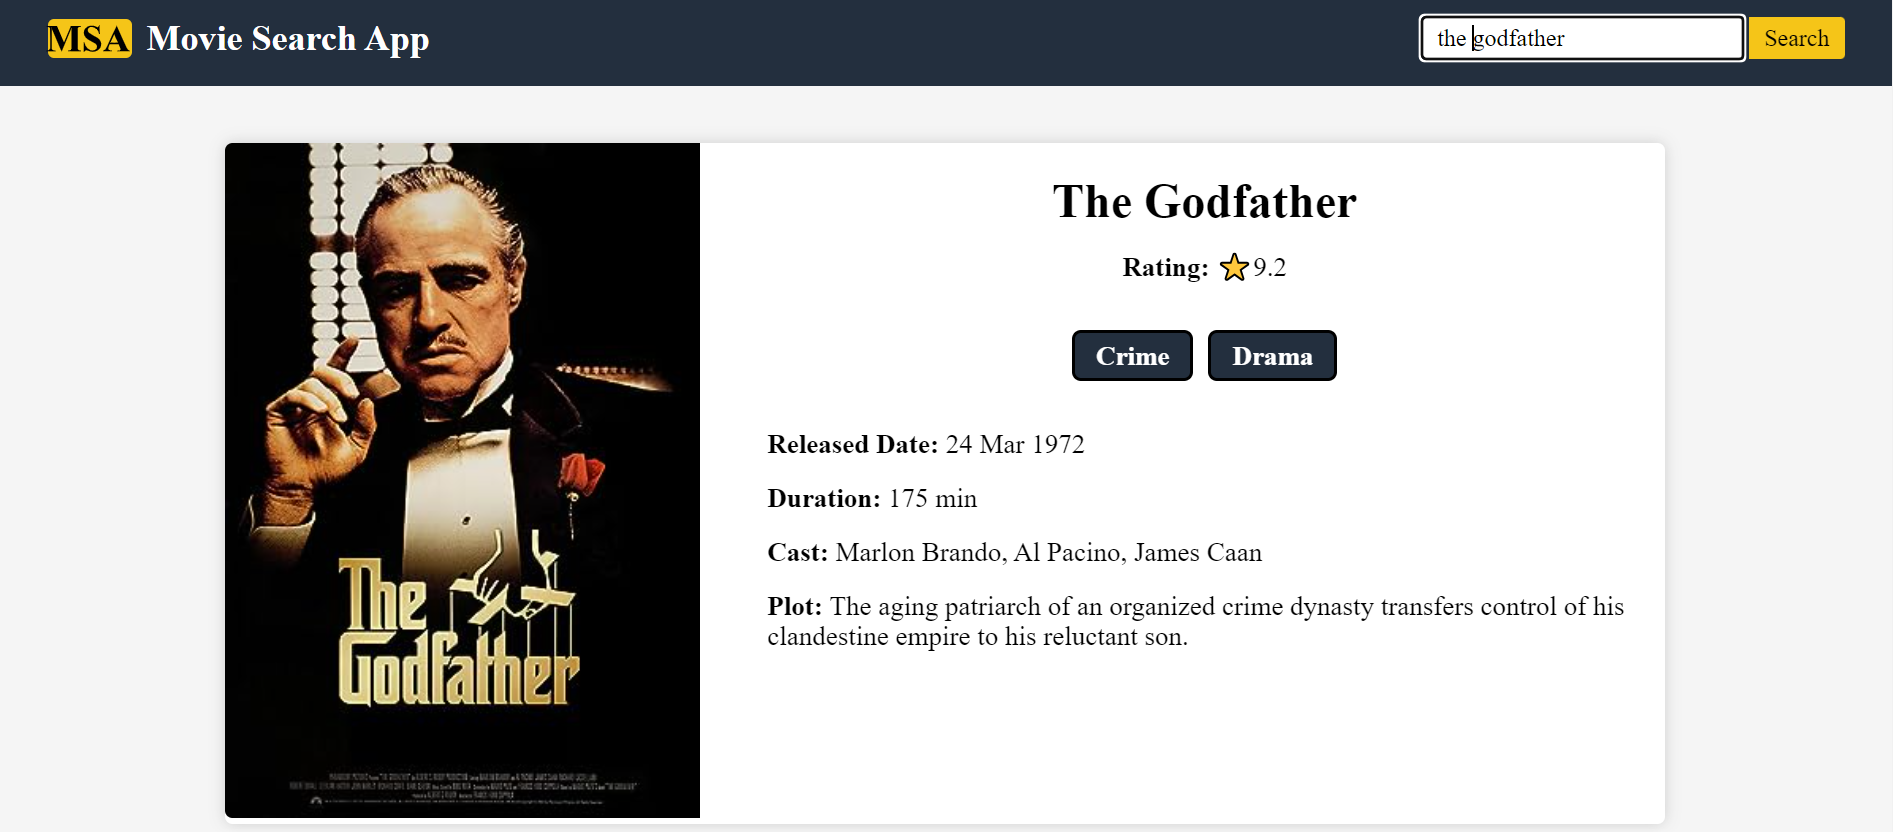 MSA Movie Search App
the godfather
Search
The Godfather
Rating: 9.2
Crime Drama
Released Date: 24 Mar 1972
Duration: 175 min
Cast: Marlon Brando, Al Pacino, James Caan
Plot: The aging patriarch of an organized crime dynasty transfers control of his
clandestine empire to his reluctant son.
The
Godfather